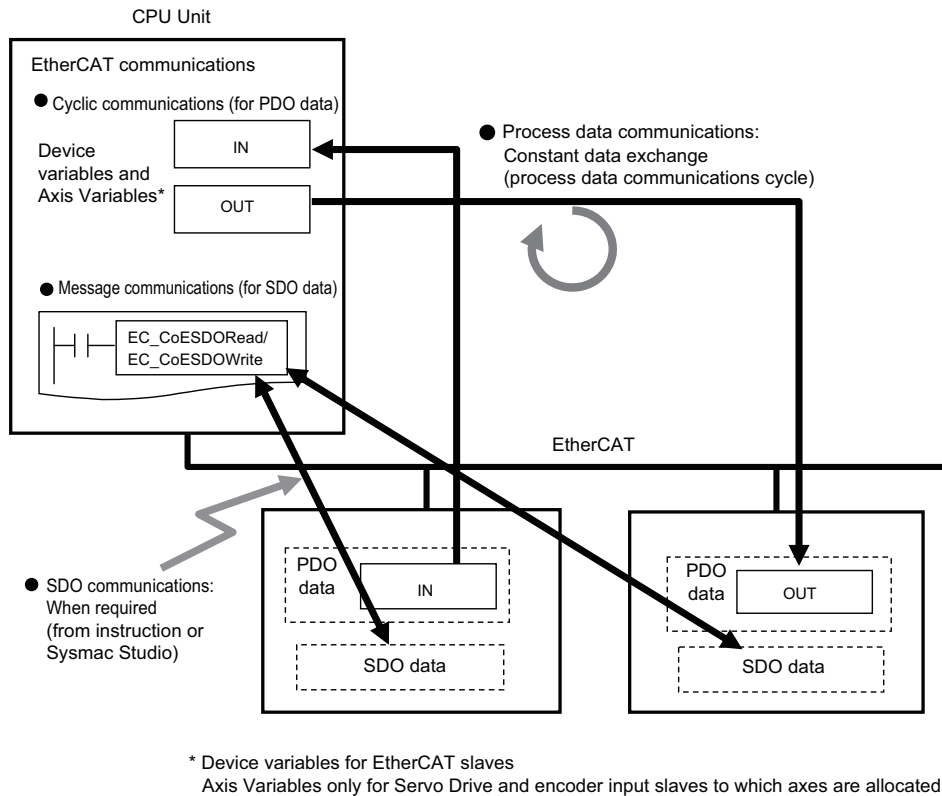 CPU Unit
EtherCAT communications
● Cyclic communications (for PDO data)
Device
variables and
Axis Variables*
IN
OUT
● Process data communications:
Constant data exchange
(process data communications cycle)
● Message communications (for SDO data)
EC_CoESDORead/
EC_CoESDOWrite
EtherCAT
● SDO communications:
When required
(from instruction or
Sysmac Studio)
PDO
data
IN
SDO data
PDO
data
OUT
SDO data
* Device variables for EtherCAT slaves
Axis Variables only for Servo Drive and encoder input slaves to which axes are allocated